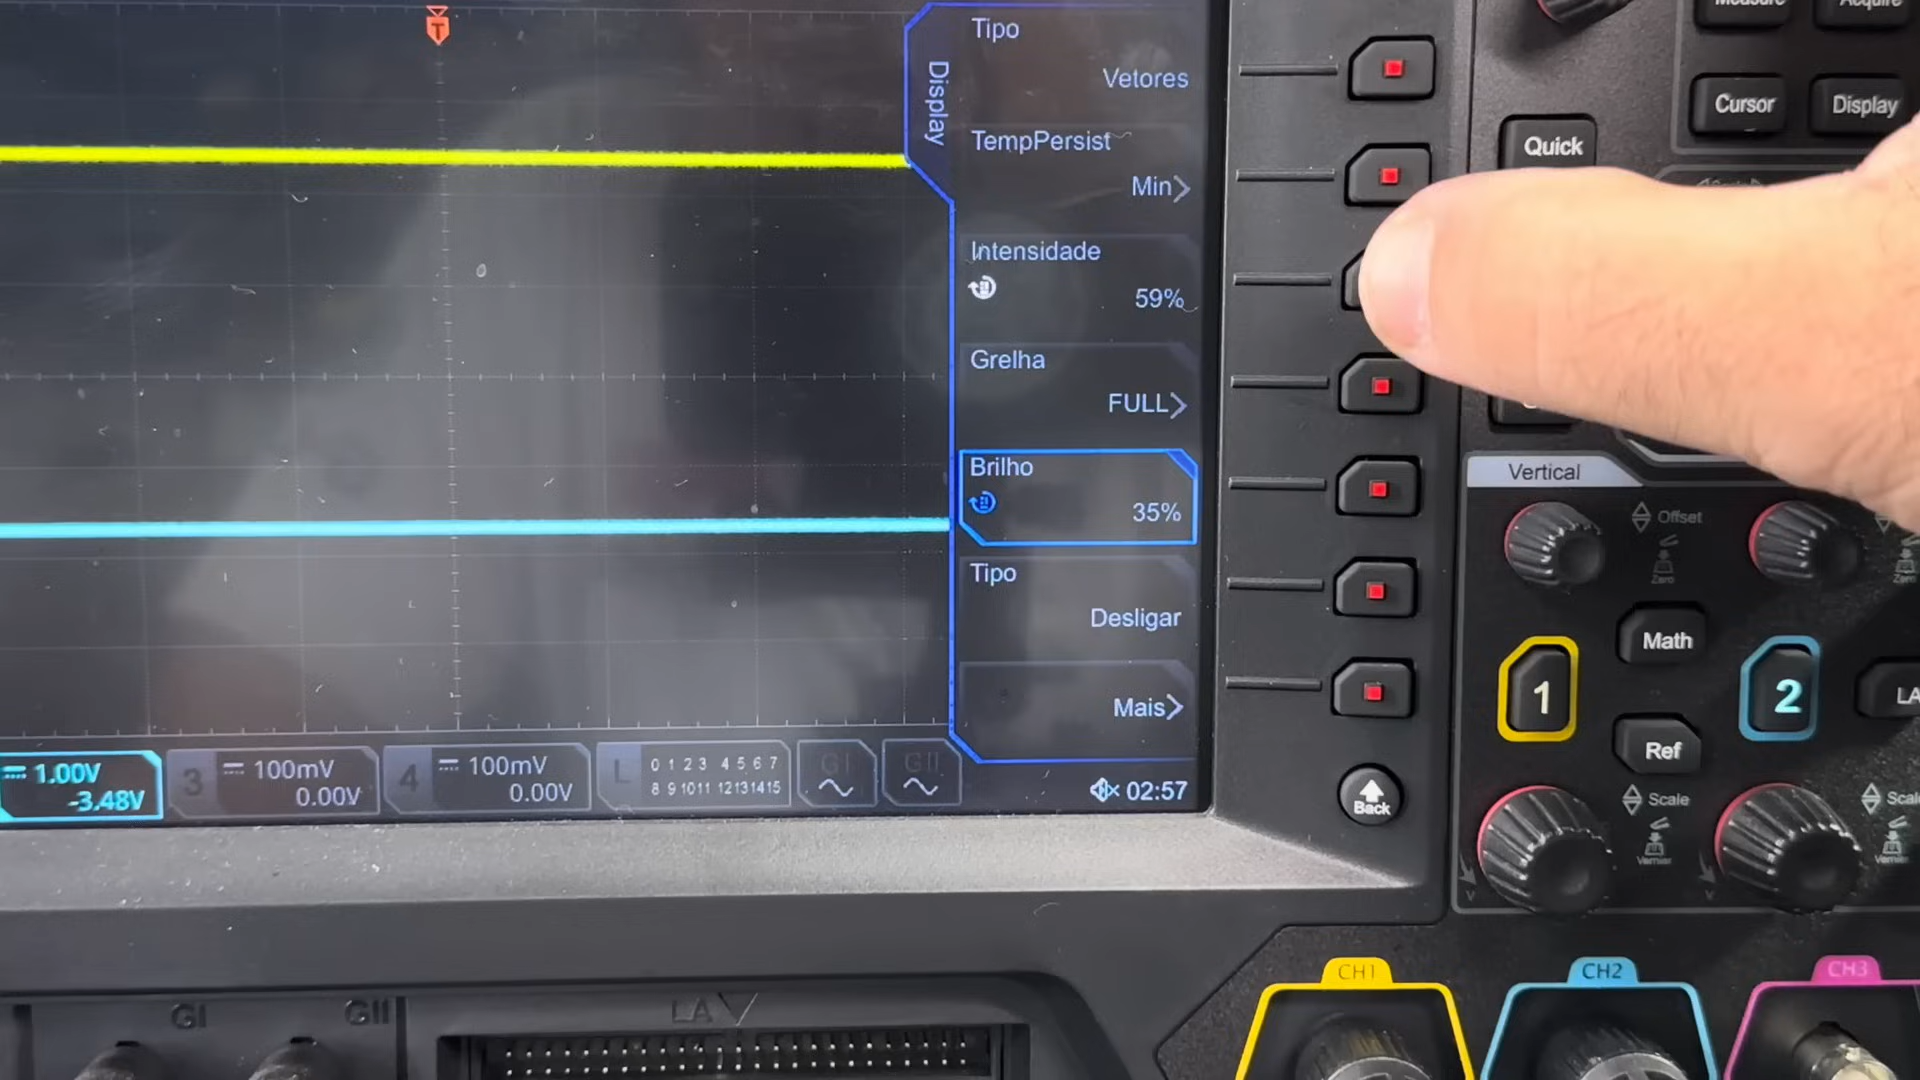 T
Display
Tipo
Vetores
TempPersist
Min
Intensidade
59%
Grelha
FULL
Brilho
35%
Tipo
Desligar
Mais
1.00V
-3.48V
3
100mV
0.00V
4
100mV
0.00V
L
0 1 2 3 4 5 6 7
8 9 10 11 12 13 14 15
GI
GII
02:57
Measure
Acquire
Cursor
Display
Quick
Vertical
Offset
Zero
Zero
Math
1
2
LA
Ref
Scale
Scale
Vernier
Vernier
Back
CH1
CH2
CH3
GI
GII
LA